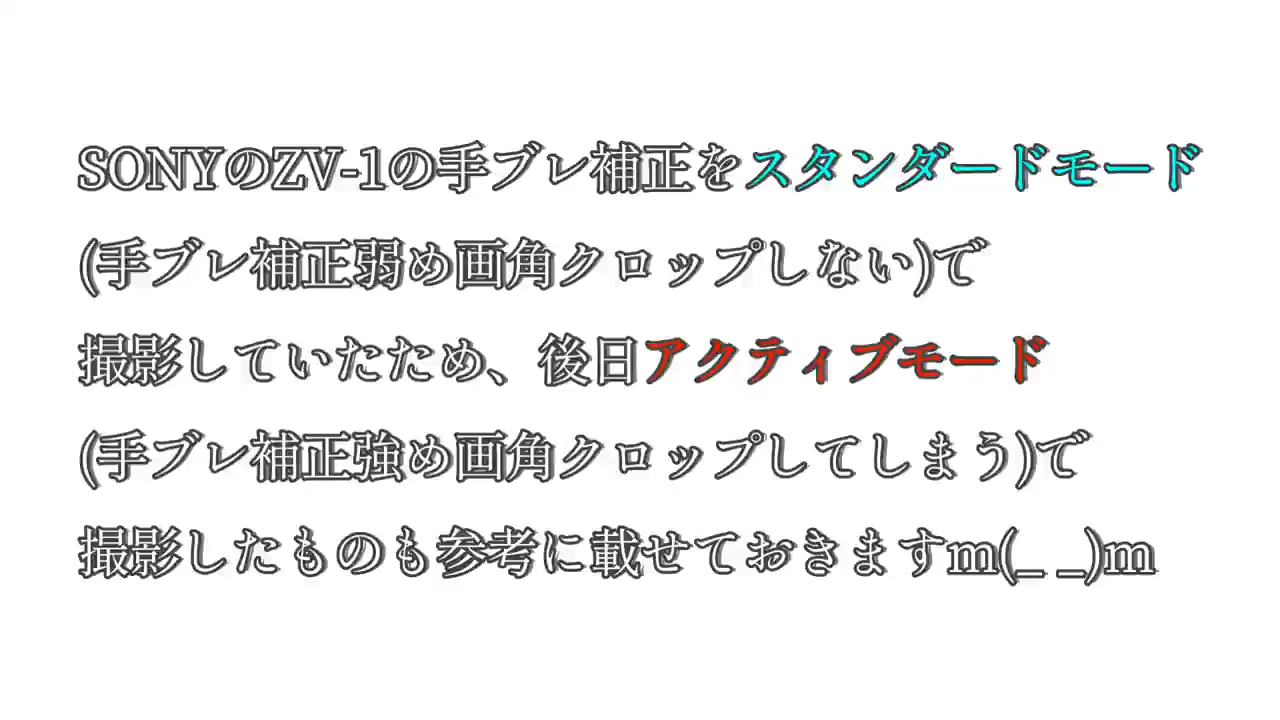 SONYのZV-1の手ブレ補正をスタンダードモード
(手ブレ補正弱め画角クロップしない)で
撮影していたため、後日アクティブモード
(手ブレ補正強め画角クロップしてしまう)で
撮影したものも参考に載せておきますm(_ _)m